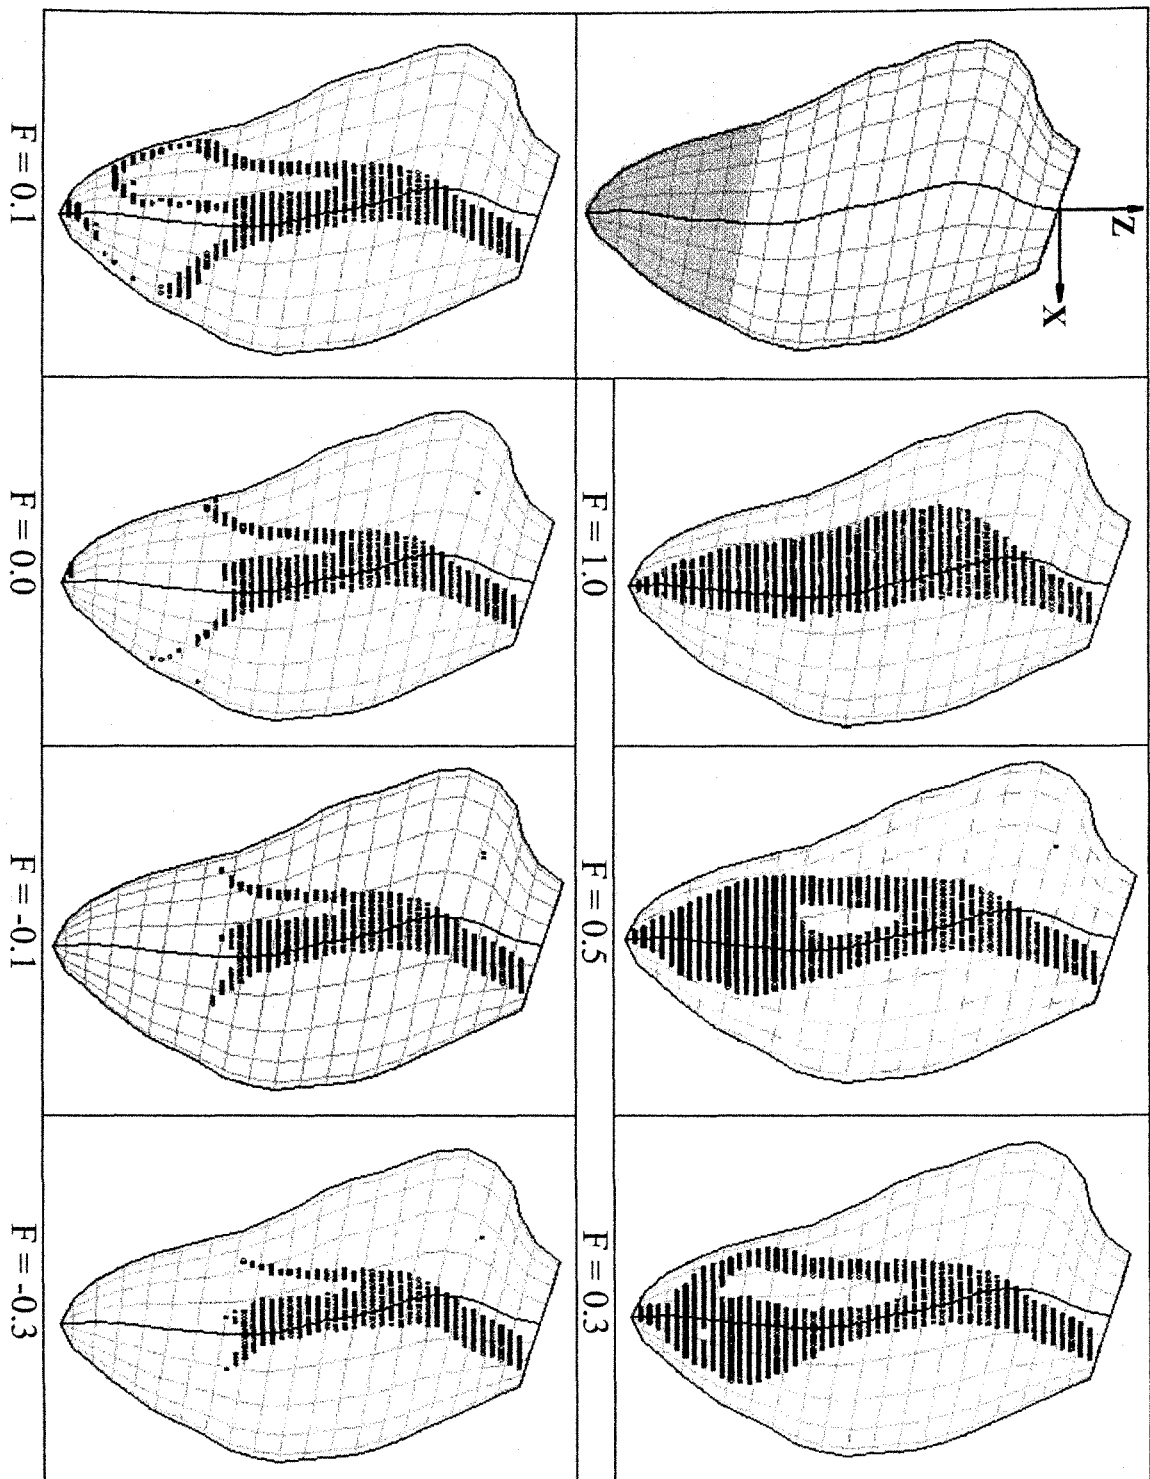 Z
X
F = 1.0
F = 0.5
F = 0.3
F = 0.1
F = 0.0
F = -0.1
F = -0.3